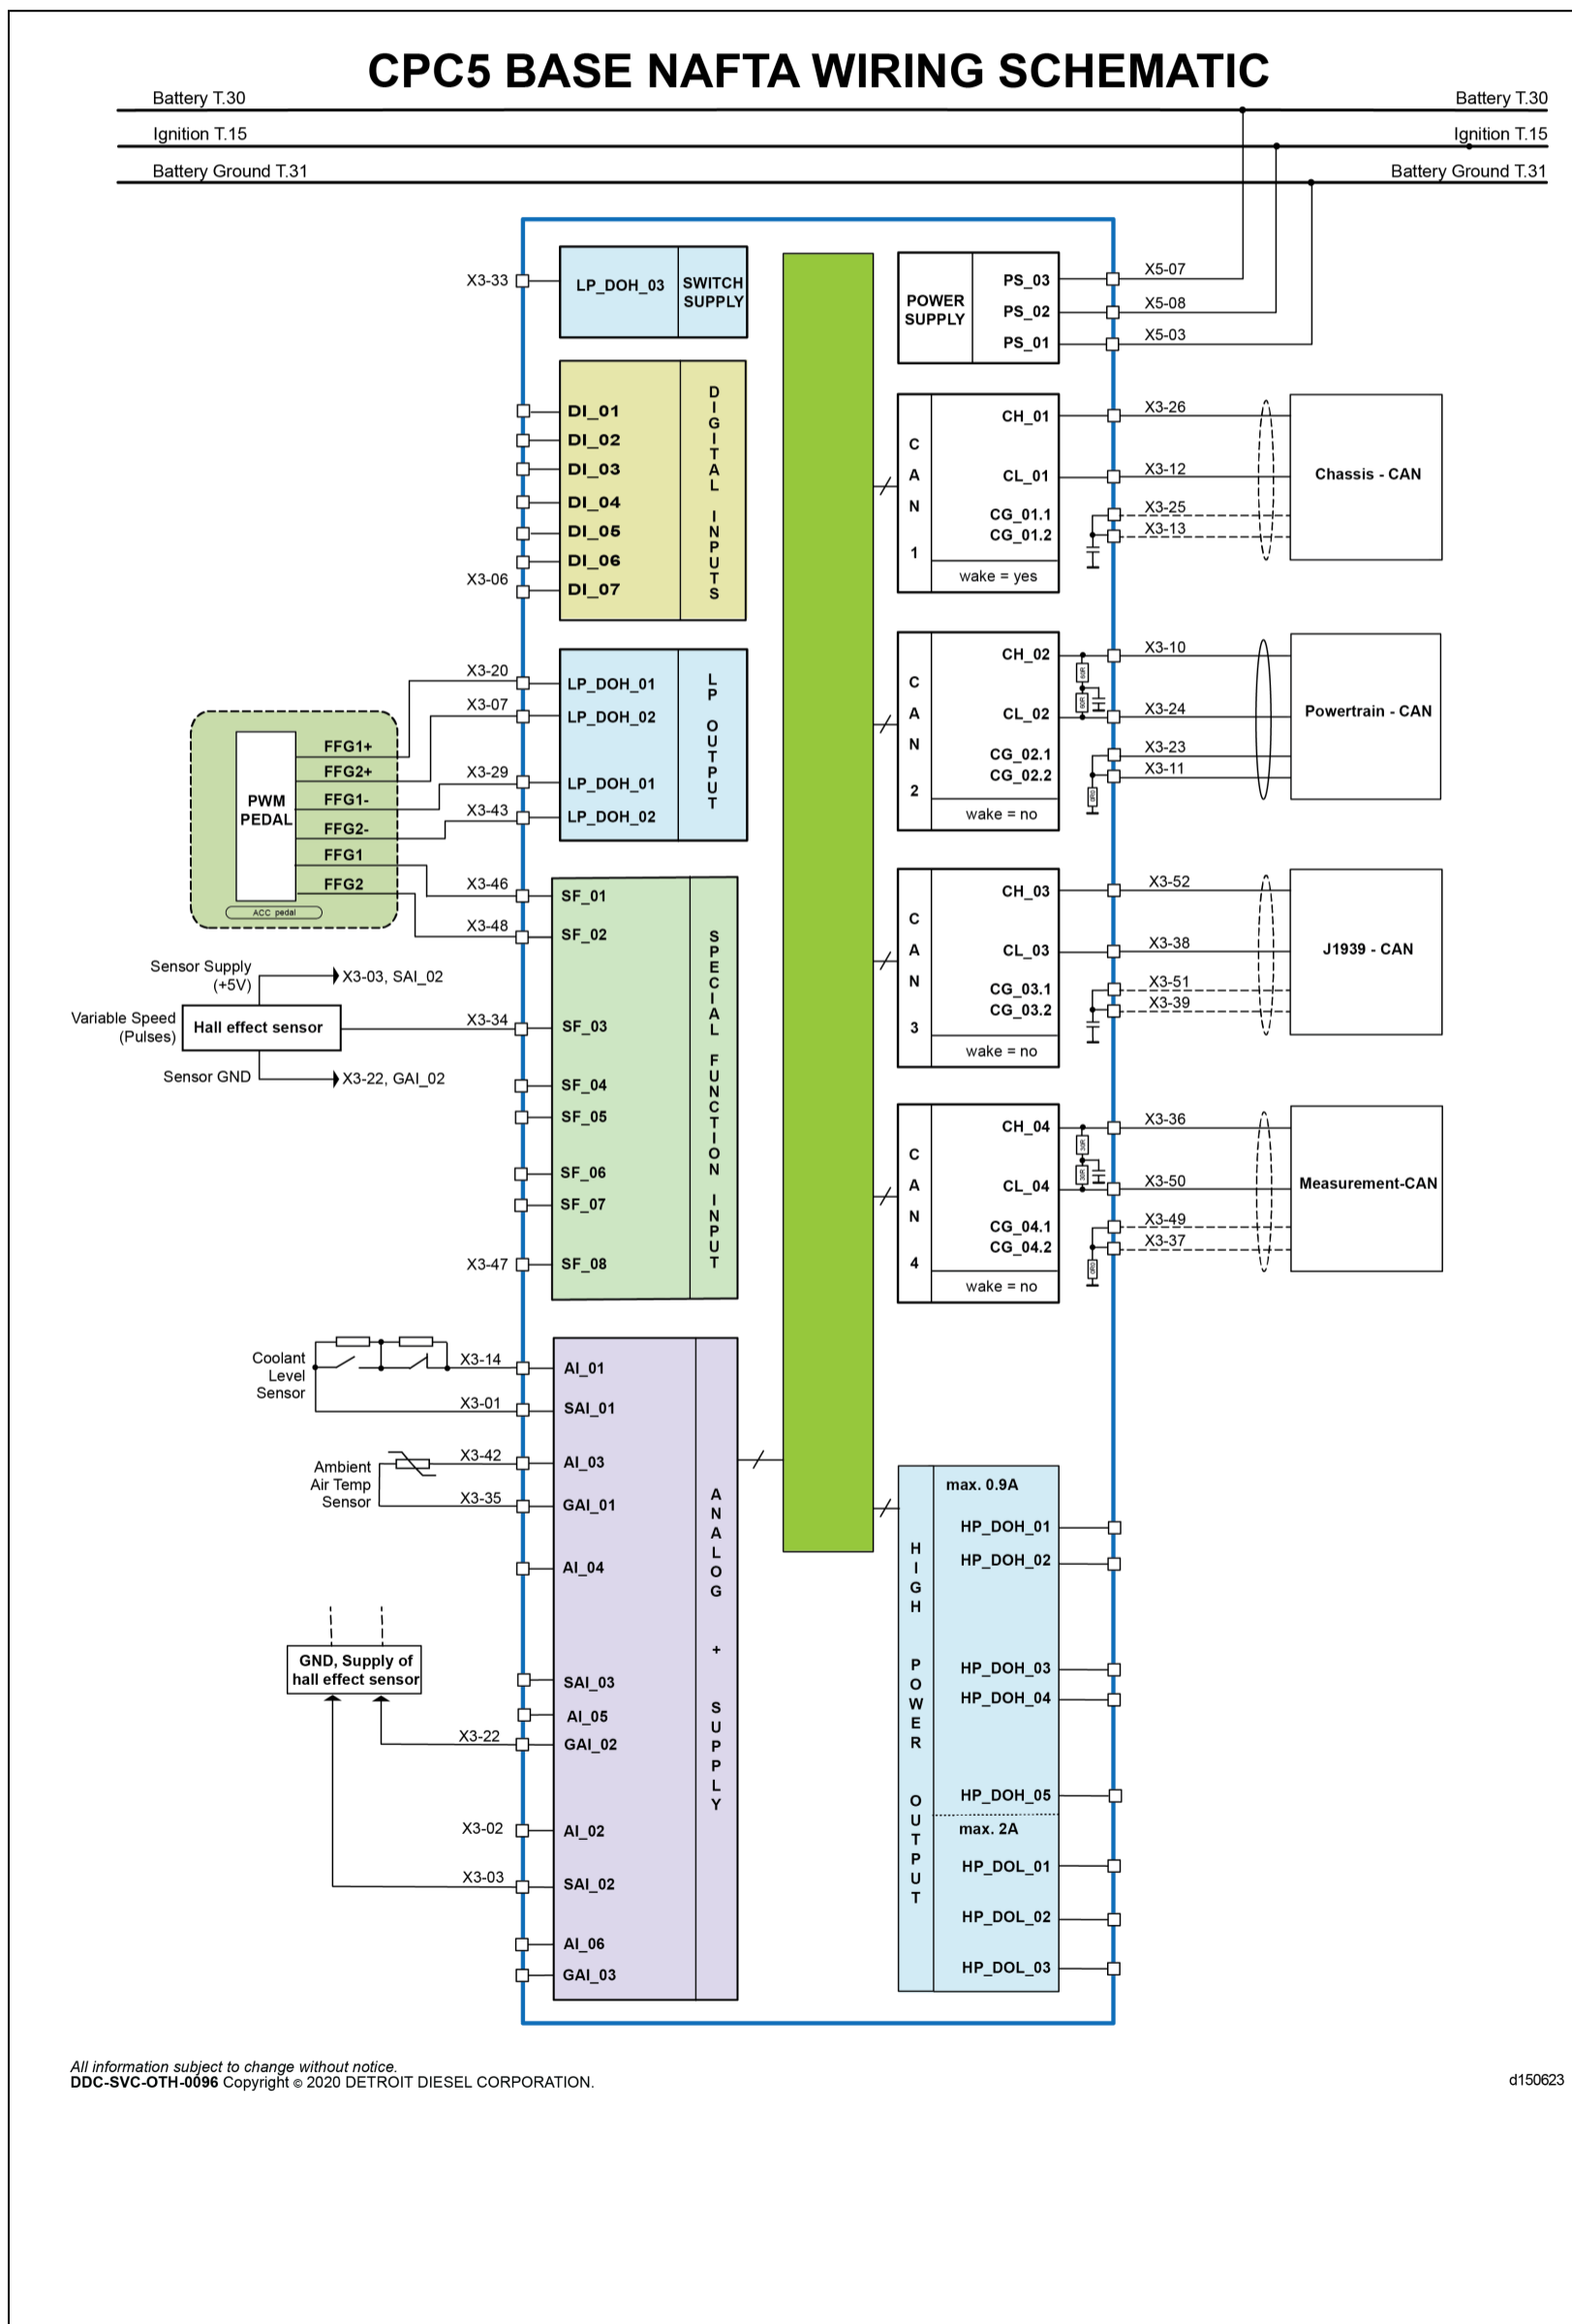 CPC5 BASE NAFTA WIRING SCHEMATIC
Battery T.30
Battery T.30
Ignition T.15
Ignition T.15
Battery Ground T.31
Battery Ground T.31
X3-33
LP_DOH_03
SWITCH
SUPPLY
DI_01
DI_02
DI_03
DI_04
DI_05
DI_06
X3-06
DI_07
DIGITAL INPUTS
X3-20
LP_DOH_01
X3-07
LP_DOH_02
X3-29
LP_DOH_01
X3-43
LP_DOH_02
LP OUTPUT
PWM
PEDAL
FFG1+
FFG2+
FFG1-
FFG2-
FFG1
FFG2
ACC pedal
X3-46
SF_01
X3-48
SF_02
Sensor Supply
(+5V)
X3-03, SAI_02
Variable Speed
(Pulses)
Hall effect sensor
X3-34
SF_03
Sensor GND
X3-22, GAI_02
SF_04
SF_05
SF_06
SF_07
X3-47
SF_08
SPECIAL FUNCTION INPUT
Coolant
Level
Sensor
X3-14
AI_01
X3-01
SAI_01
Ambient
Air Temp
Sensor
X3-42
AI_03
X3-35
GAI_01
AI_04
GND, Supply of
hall effect sensor
SAI_03
AI_05
X3-22
GAI_02
X3-02
AI_02
X3-03
SAI_02
AI_06
GAI_03
ANALOG + SUPPLY
POWER
SUPPLY
PS_03
X5-07
PS_02
X5-08
PS_01
X5-03
CAN 1
CH_01
X3-26
CL_01
X3-12
CG_01.1
X3-25
CG_01.2
X3-13
wake = yes
Chassis - CAN
CAN 2
CH_02
X3-10
60R
60R
CL_02
X3-24
CG_02.1
X3-23
CG_02.2
X3-11
0R0
wake = no
Powertrain - CAN
CAN 3
CH_03
X3-52
CL_03
X3-38
CG_03.1
X3-51
CG_03.2
X3-39
wake = no
J1939 - CAN
CAN 4
CH_04
X3-36
30R
30R
CL_04
X3-50
CG_04.1
X3-49
CG_04.2
X3-37
0R0
wake = no
Measurement-CAN
HIGH POWER OUTPUT
max. 0.9A
HP_DOH_01
HP_DOH_02
HP_DOH_03
HP_DOH_04
HP_DOH_05
max. 2A
HP_DOL_01
HP_DOL_02
HP_DOL_03
All information subject to change without notice.
DDC-SVC-OTH-0096 Copyright © 2020 DETROIT DIESEL CORPORATION.
d150623